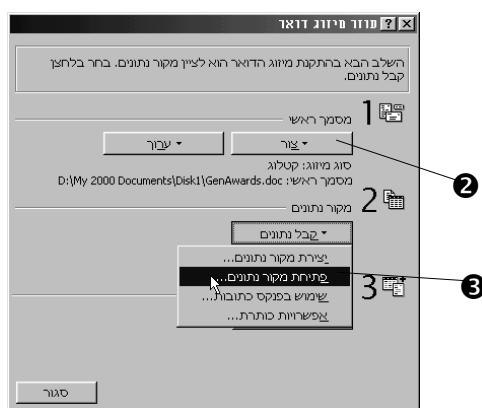 עוזר מיזוג דואר
השלב הבא בהתקנת מיזוג הדואר הוא לציין מקור נתונים. בחר בלחצן
קבל נתונים.
1 מסמך ראשי
צור ערוך
סוג מיזוג: קטלוג
מסמך ראשי: D:\My 2000 Documents\Disk1\GenAwards.doc
❷
2 מקור נתונים
קבל נתונים
יצירת מקור נתונים...
פתיחת מקור נתונים...
❸
3
שימוש בפנקס כתובות...
אפשרויות כותרת...
סגור